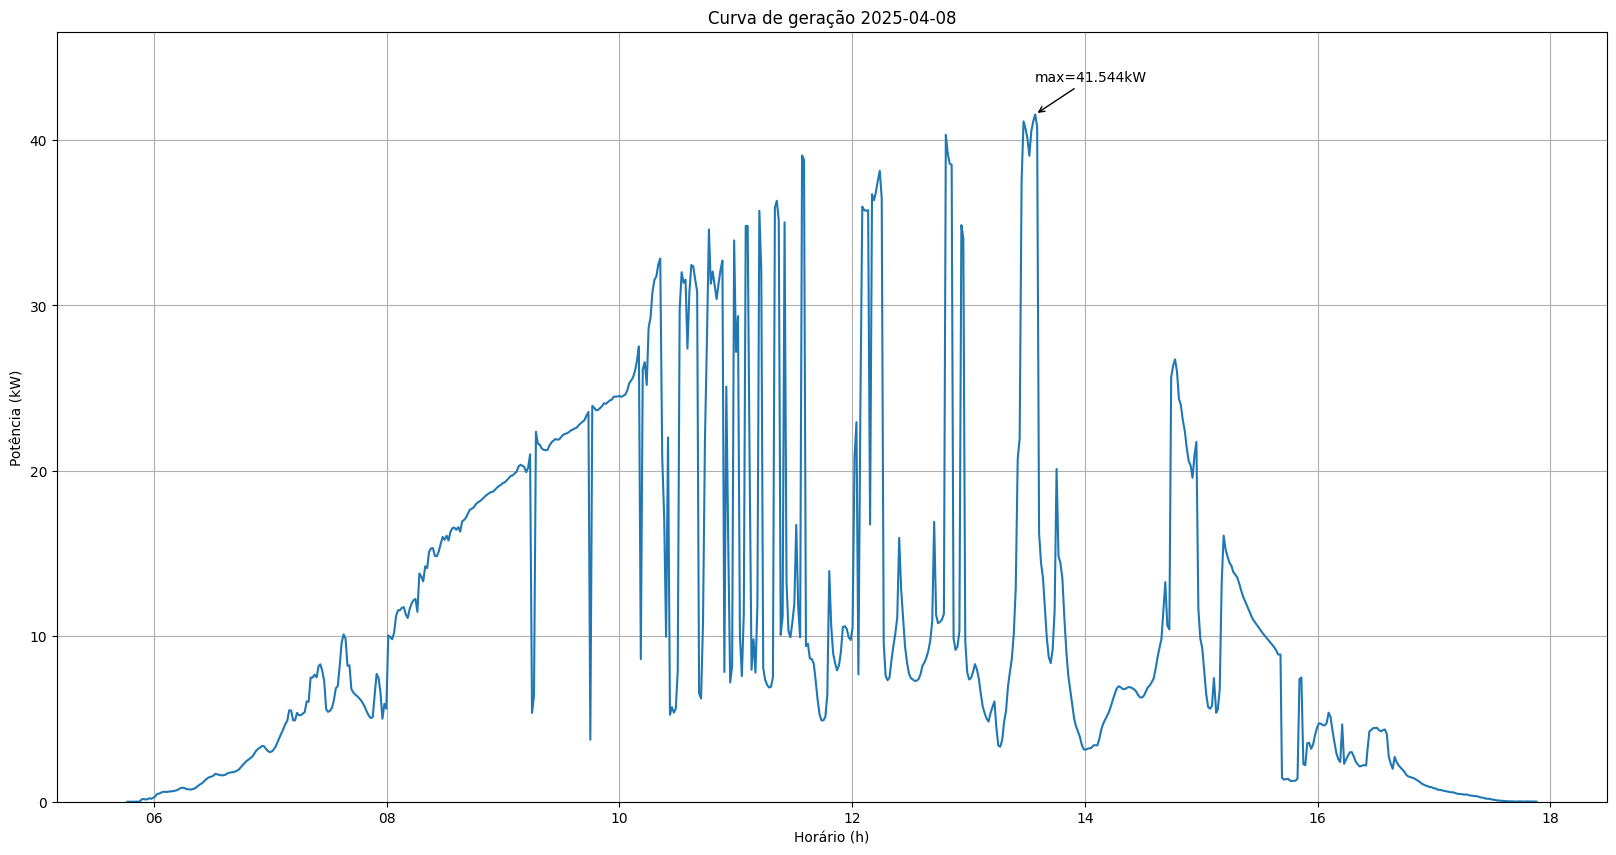 Curva de geração 2025-04-08
max=41.544kW
Potência (kW)
40
30
20
10
0
06 08 10 12 14 16 18
Horário (h)